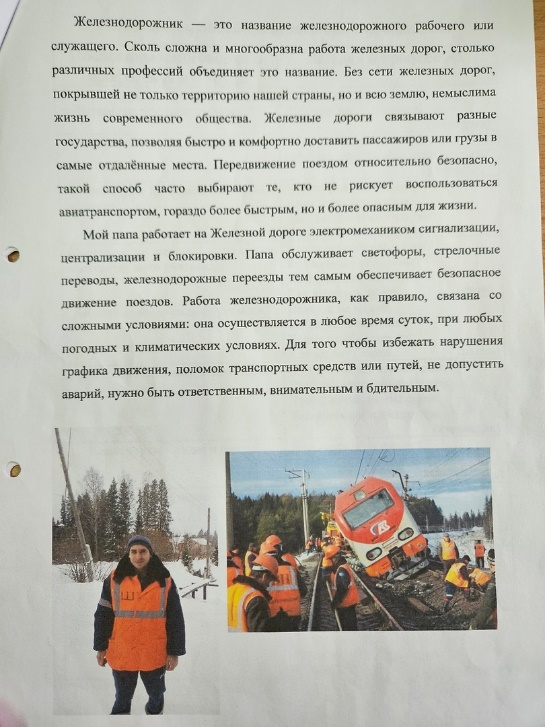 Железнодорожник — это название железнодорожного рабочего или
служащего. Сколь сложна и многообразна работа железных дорог, столько
различных профессий объединяет это название. Без сети железных дорог,
покрывшей не только территорию нашей страны, но и всю землю, немыслима
жизнь современного общества. Железные дороги связывают разные
государства, позволяя быстро и комфортно доставить пассажиров или грузы в
самые отдалённые места. Передвижение поездом относительно безопасно,
такой способ часто выбирают те, кто не рискует воспользоваться
авиатранспортом, гораздо более быстрым, но и более опасным для жизни.
Мой папа работает на Железной дороге электромехаником сигнализации,
централизации и блокировки. Папа обслуживает светофоры, стрелочные
переводы, железнодорожные переезды тем самым обеспечивает безопасное
движение поездов. Работа железнодорожника, как правило, связана со
сложными условиями: она осуществляется в любое время суток, при любых
погодных и климатических условиях. Для того чтобы избежать нарушения
графика движения, поломок транспортных средств или путей, не допустить
аварий, нужно быть ответственным, внимательным и бдительным.